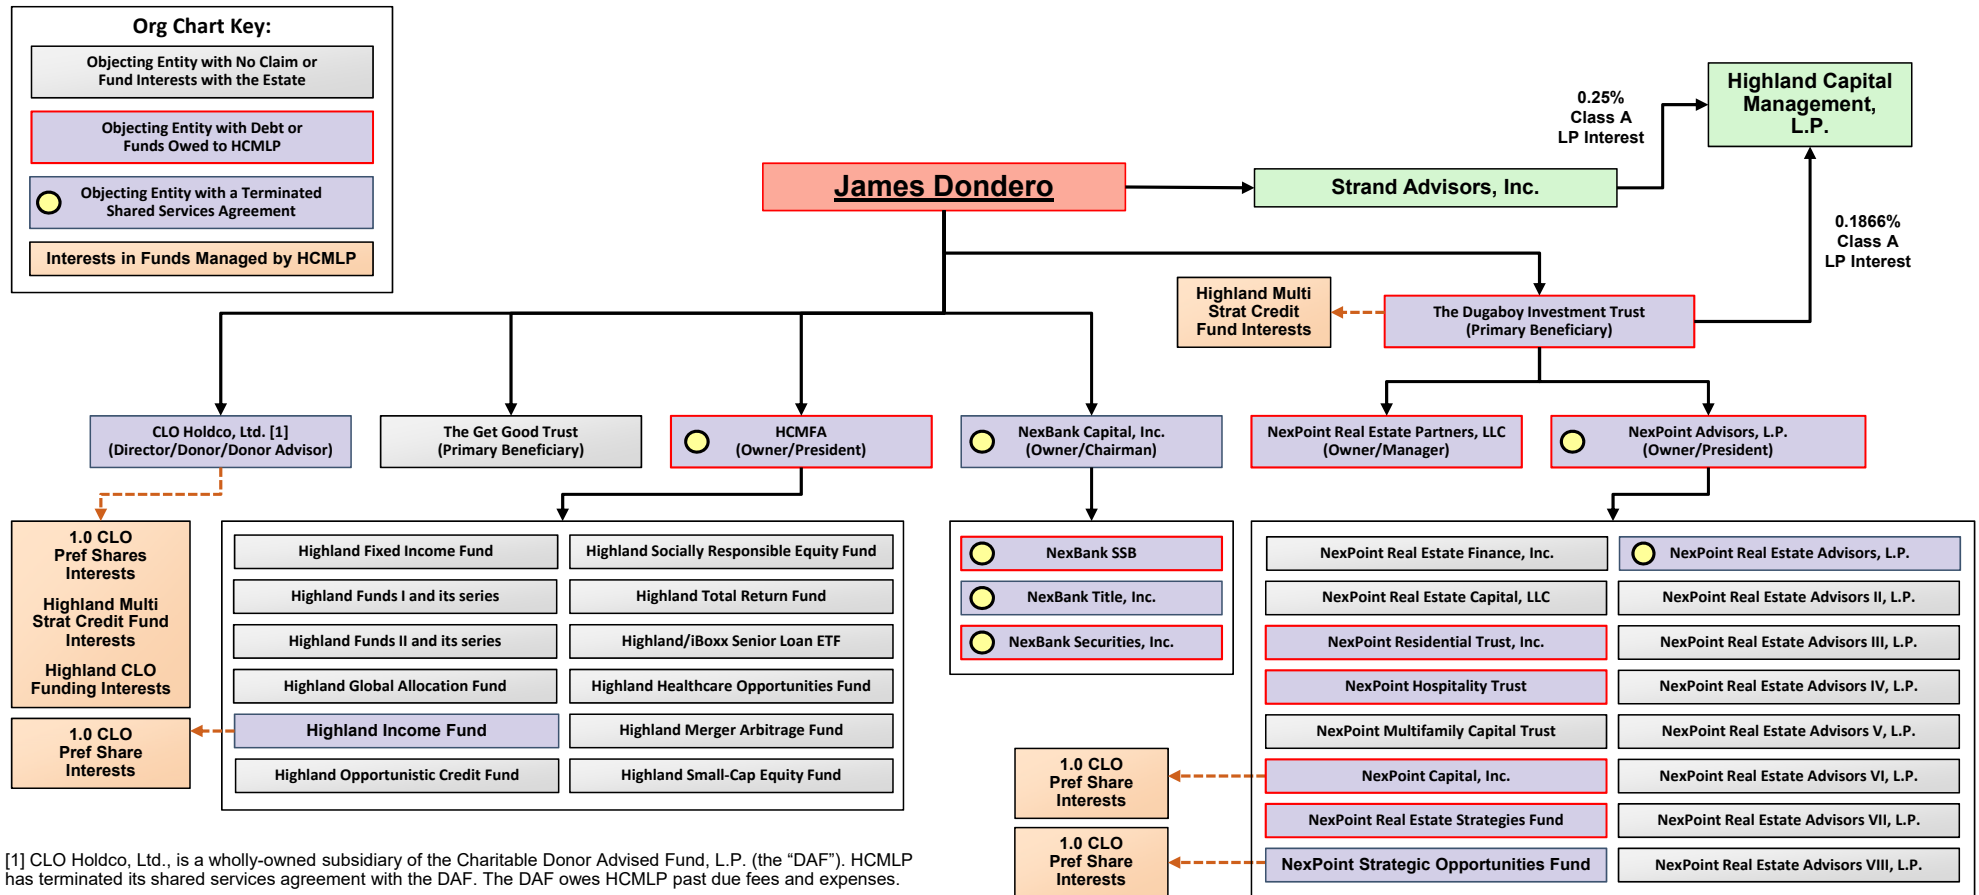 Org Chart Key:
Objecting Entity with No Claim or
Fund Interests with the Estate
Objecting Entity with Debt or
Funds Owed to HCMLP
Objecting Entity with a Terminated
Shared Services Agreement
Interests in Funds Managed by HCMLP
James Dondero
Strand Advisors, Inc.
0.25%
Class A
LP Interest
Highland Capital
Management,
L.P.
0.1866%
Class A
LP Interest
Highland Multi
Strat Credit
Fund Interests
The Dugaboy Investment Trust
(Primary Beneficiary)
CLO Holdco, Ltd. [1]
(Director/Donor/Donor Advisor)
The Get Good Trust
(Primary Beneficiary)
HCMFA
(Owner/President)
NexBank Capital, Inc.
(Owner/Chairman)
NexPoint Real Estate Partners, LLC
(Owner/Manager)
NexPoint Advisors, L.P.
(Owner/President)
1.0 CLO
Pref Shares
Interests
Highland Multi
Strat Credit Fund
Interests
Highland CLO
Funding Interests
1.0 CLO
Pref Share
Interests
Highland Fixed Income Fund
Highland Funds I and its series
Highland Funds II and its series
Highland Global Allocation Fund
Highland Income Fund
Highland Opportunistic Credit Fund
Highland Socially Responsible Equity Fund
Highland Total Return Fund
Highland/iBoxx Senior Loan ETF
Highland Healthcare Opportunities Fund
Highland Merger Arbitrage Fund
Highland Small-Cap Equity Fund
NexBank SSB
NexBank Title, Inc.
NexBank Securities, Inc.
1.0 CLO
Pref Share
Interests
1.0 CLO
Pref Share
Interests
NexPoint Real Estate Finance, Inc.
NexPoint Real Estate Capital, LLC
NexPoint Residential Trust, Inc.
NexPoint Hospitality Trust
NexPoint Multifamily Capital Trust
NexPoint Capital, Inc.
NexPoint Real Estate Strategies Fund
NexPoint Strategic Opportunities Fund
NexPoint Real Estate Advisors, L.P.
NexPoint Real Estate Advisors II, L.P.
NexPoint Real Estate Advisors III, L.P.
NexPoint Real Estate Advisors IV, L.P.
NexPoint Real Estate Advisors V, L.P.
NexPoint Real Estate Advisors VI, L.P.
NexPoint Real Estate Advisors VII, L.P.
NexPoint Real Estate Advisors VIII, L.P.
[1] CLO Holdco, Ltd., is a wholly-owned subsidiary of the Charitable Donor Advised Fund, L.P. (the “DAF”). HCMLP
has terminated its shared services agreement with the DAF. The DAF owes HCMLP past due fees and expenses.